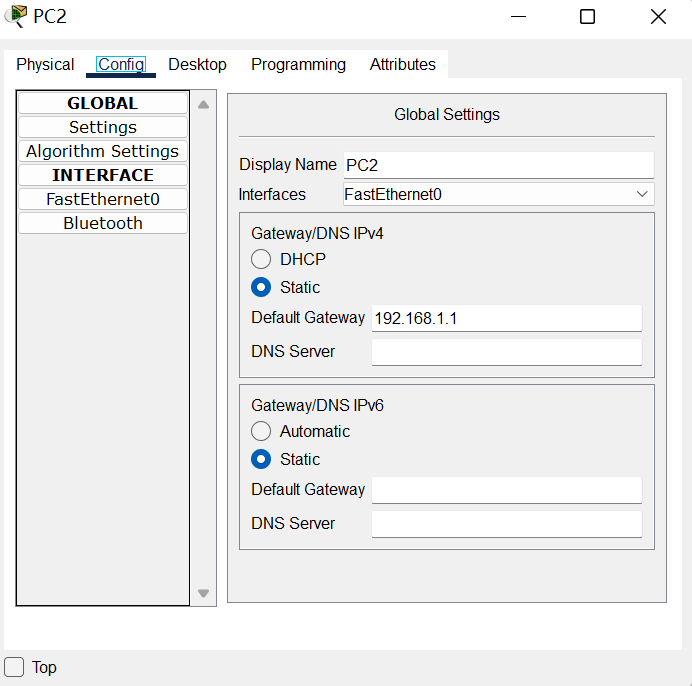 PC2
Physical Config Desktop Programming Attributes
GLOBAL
Settings
Algorithm Settings
INTERFACE
FastEthernet0
Bluetooth
Global Settings
Display Name PC2
Interfaces FastEthernet0
Gateway/DNS IPv4
DHCP
Static
Default Gateway 192.168.1.1
DNS Server
Gateway/DNS IPv6
Automatic
Static
Default Gateway
DNS Server
Top